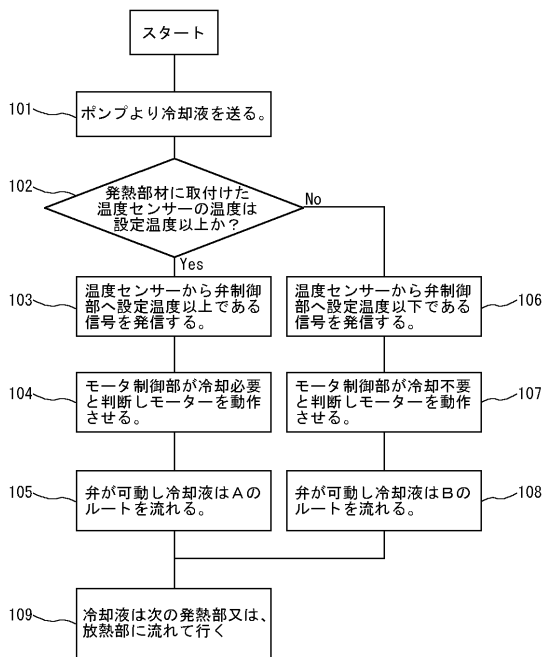 スタート
101
ポンプより冷却液を送る。
102
発熱部材に取付けた
温度センサーの温度は
設定温度以上か？
No
Yes
103
温度センサーから弁制御
部へ設定温度以上である
信号を発信する。
温度センサーから弁制御
部へ設定温度以下である
信号を発信する。
106
104
モータ制御部が冷却必要
と判断しモーターを動作
させる。
モータ制御部が冷却不要
と判断しモーターを動作
させる。
107
105
弁が可動し冷却液はＡの
ルートを流れる。
弁が可動し冷却液はＢの
ルートを流れる。
108
109
冷却液は次の発熱部又は、
放熱部に流れて行く